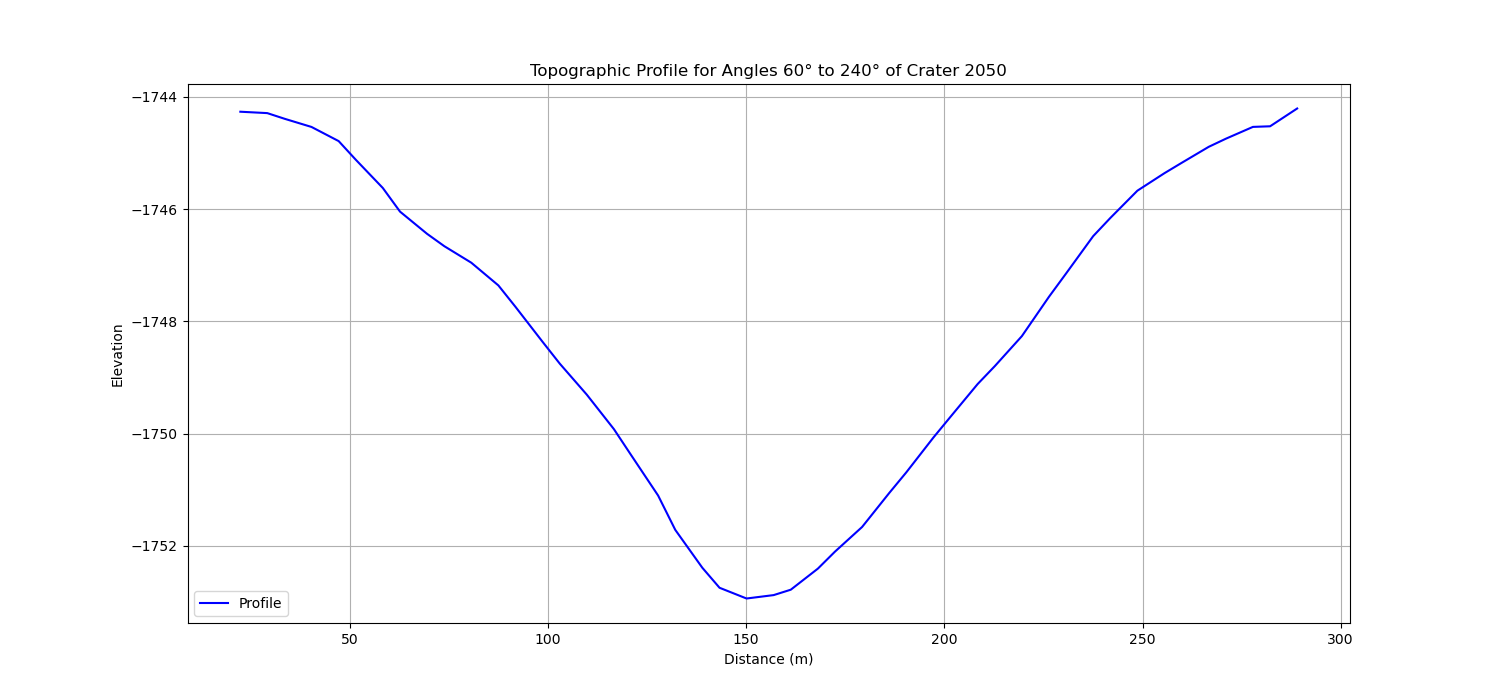 Topographic Profile for Angles 60° to 240° of Crater 2050
−1744
−1746
−1748
−1750
−1752
Elevation
Profile
50
100
150
200
250
300
Distance (m)